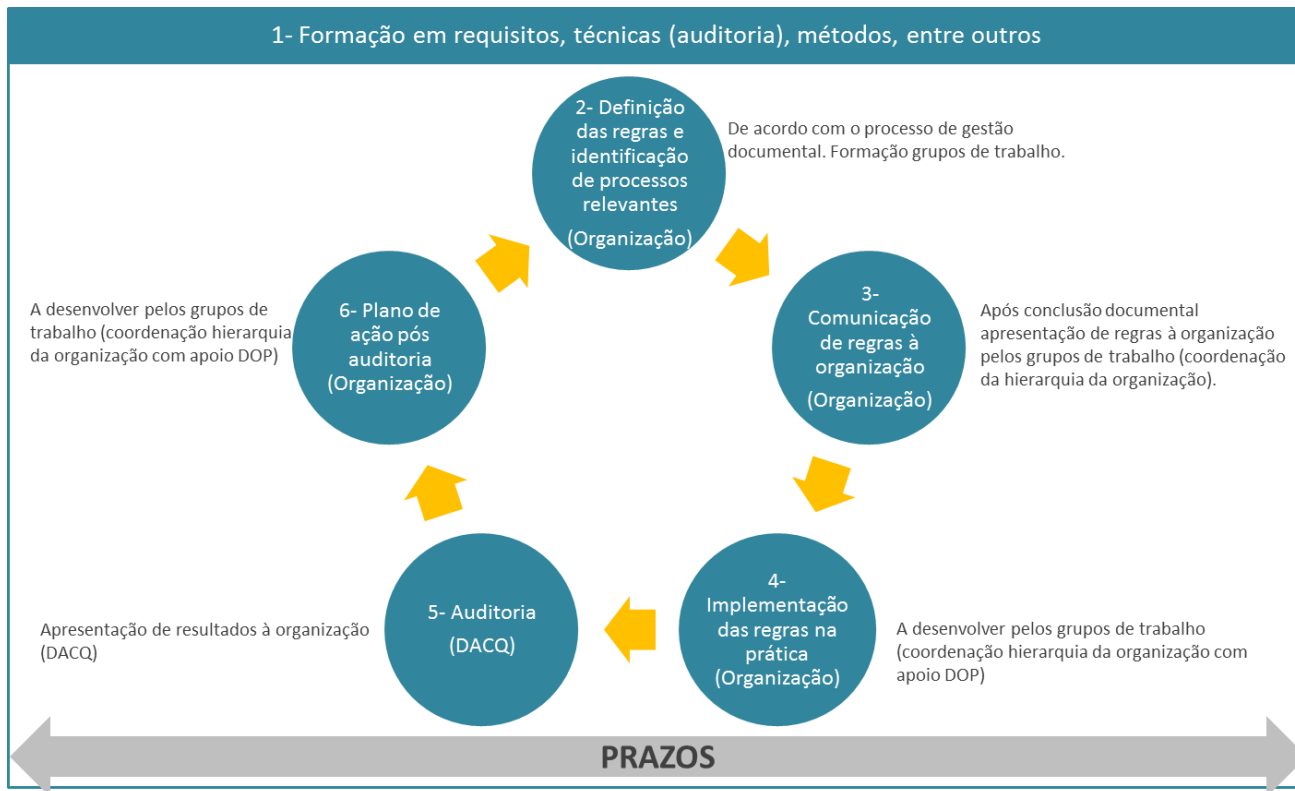 1- Formação em requisitos, técnicas (auditoria), métodos, entre outros
2- Definição
das regras e
identificação
de processos
relevantes
(Organização)
De acordo com o processo de gestão
documental. Formação grupos de trabalho.
3-
Comunicação
de regras à
organização
(Organização)
Após conclusão documental
apresentação de regras à organização
pelos grupos de trabalho (coordenação
da hierarquia da organização).
4-
Implementação
das regras na
prática
(Organização)
A desenvolver pelos grupos de trabalho
(coordenação hierarquia da organização com
apoio DOP)
5- Auditoria
(DACQ)
Apresentação de resultados à organização
(DACQ)
6- Plano de
ação pós
auditoria
(Organização)
A desenvolver pelos grupos de
trabalho (coordenação hierarquia
da organização com apoio DOP)
PRAZOS